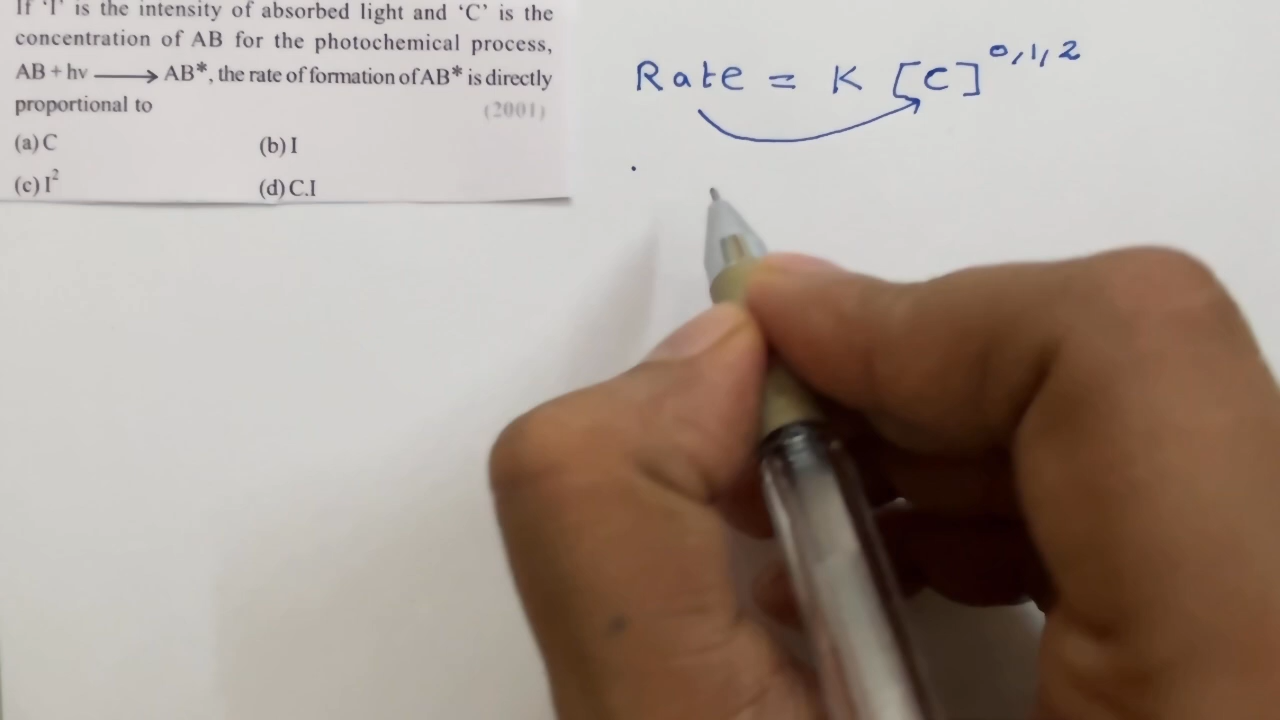 If 'I' is the intensity of absorbed light and 'C' is the
concentration of AB for the photochemical process,
AB + hν ⟶ AB*, the rate of formation of AB* is directly
proportional to (2001)
(a) C (b) I
(c) I² (d) C.I
Rate = K [C]^0,1,2